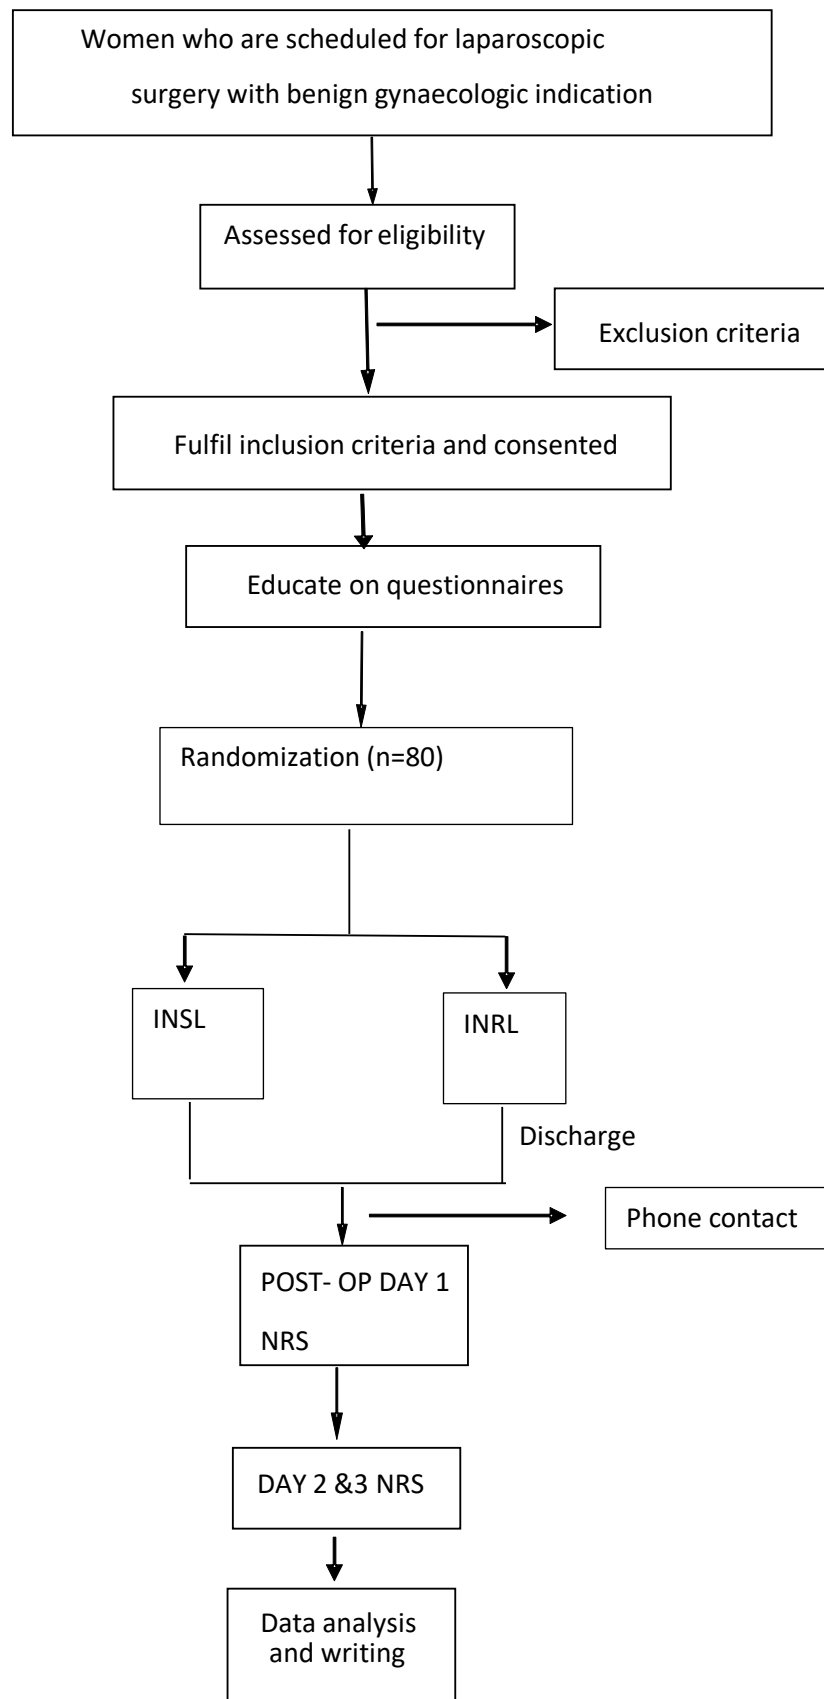 Women who are scheduled for laparoscopic
surgery with benign gynaecologic indication
Assessed for eligibility
Exclusion criteria
Fulfil inclusion criteria and consented
Educate on questionnaires
Randomization (n=80)
INSL
INRL
Discharge
Phone contact
POST- OP DAY 1
NRS
DAY 2 &3 NRS
Data analysis
and writing